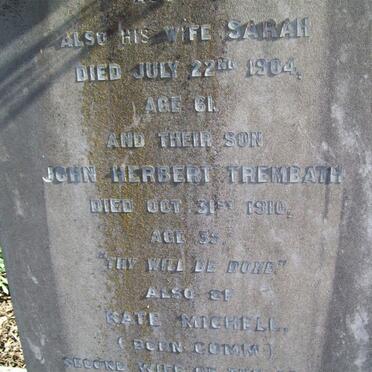 ALSO HIS WIFE SARAH
DIED JULY 22ND 1904,
AGE 61.
AND THEIR SON
JOHN HERBERT TREMBATH
DIED OCT 31ST 1910,
AGE
"THY WILL BE DONE"
ALSO OF
KATE MICHELL.
(BORN GUMM)
SECOND WIFE OF